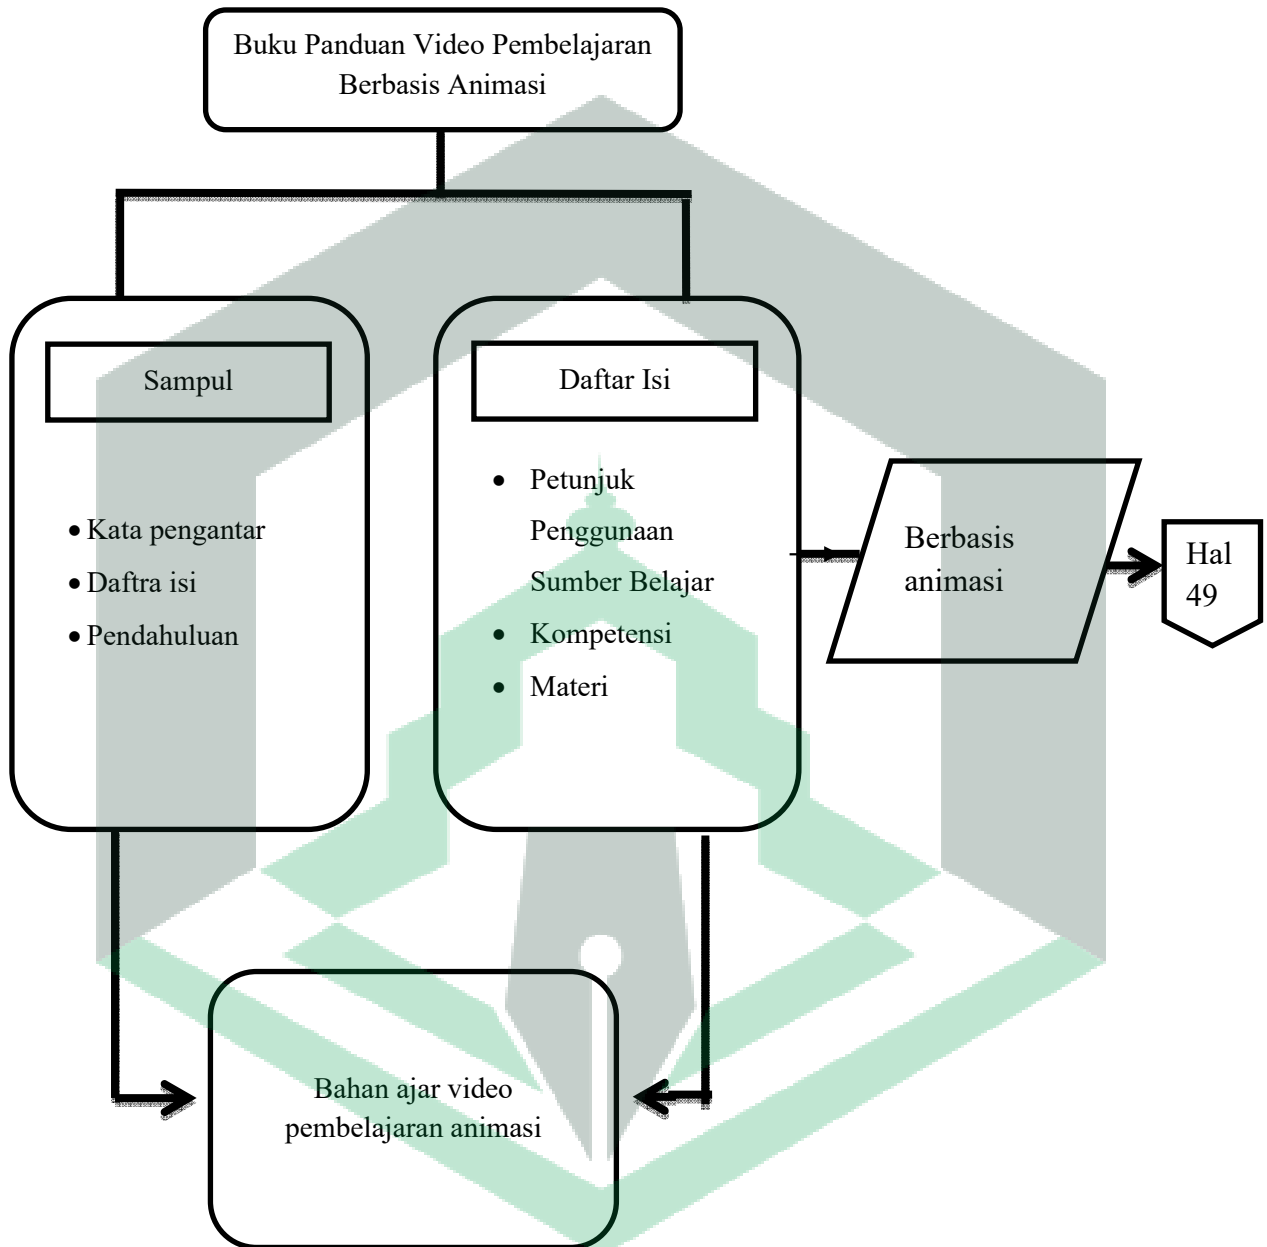 Buku Panduan Video Pembelajaran
Berbasis Animasi
Sampul
• Kata pengantar
• Daftra isi
• Pendahuluan
Daftar Isi
• Petunjuk
Penggunaan
Sumber Belajar
• Kompetensi
• Materi
Berbasis
animasi
Hal
49
Bahan ajar video
pembelajaran animasi